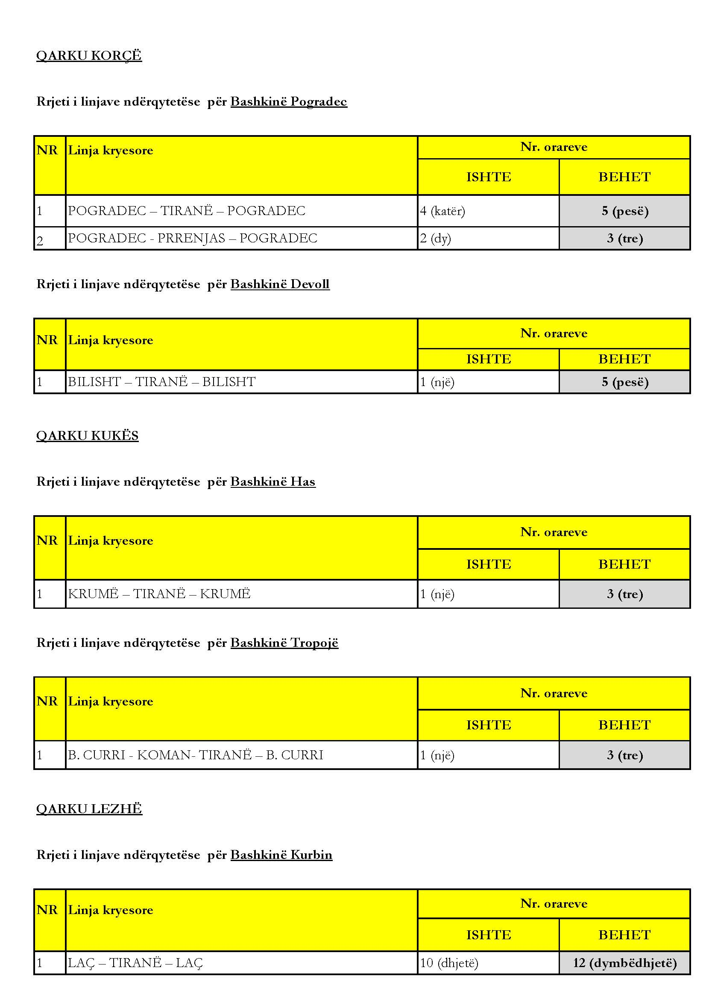 QARKU KORÇË
Rrjeti i linjave ndërqytetëse për Bashkinë Pogradec
NR Linja kryesore Nr. orareve
ISHTE BEHET
1 POGRADEC – TIRANË – POGRADEC 4 (katër) 5 (pesë)
2 POGRADEC - PRRENJAS – POGRADEC 2 (dy) 3 (tre)
Rrjeti i linjave ndërqytetëse për Bashkinë Devoll
NR Linja kryesore Nr. orareve
ISHTE BEHET
1 BILISHT – TIRANË – BILISHT 1 (një) 5 (pesë)
QARKU KUKËS
Rrjeti i linjave ndërqytetëse për Bashkinë Has
NR Linja kryesore Nr. orareve
ISHTE BEHET
1 KRUMË – TIRANË – KRUMË 1 (një) 3 (tre)
Rrjeti i linjave ndërqytetëse për Bashkinë Tropojë
NR Linja kryesore Nr. orareve
ISHTE BEHET
1 B. CURRI - KOMAN- TIRANË – B. CURRI 1 (një) 3 (tre)
QARKU LEZHË
Rrjeti i linjave ndërqytetëse për Bashkinë Kurbin
NR Linja kryesore Nr. orareve
ISHTE BEHET
1 LAÇ – TIRANË – LAÇ 10 (dhjetë) 12 (dymbëdhjetë)